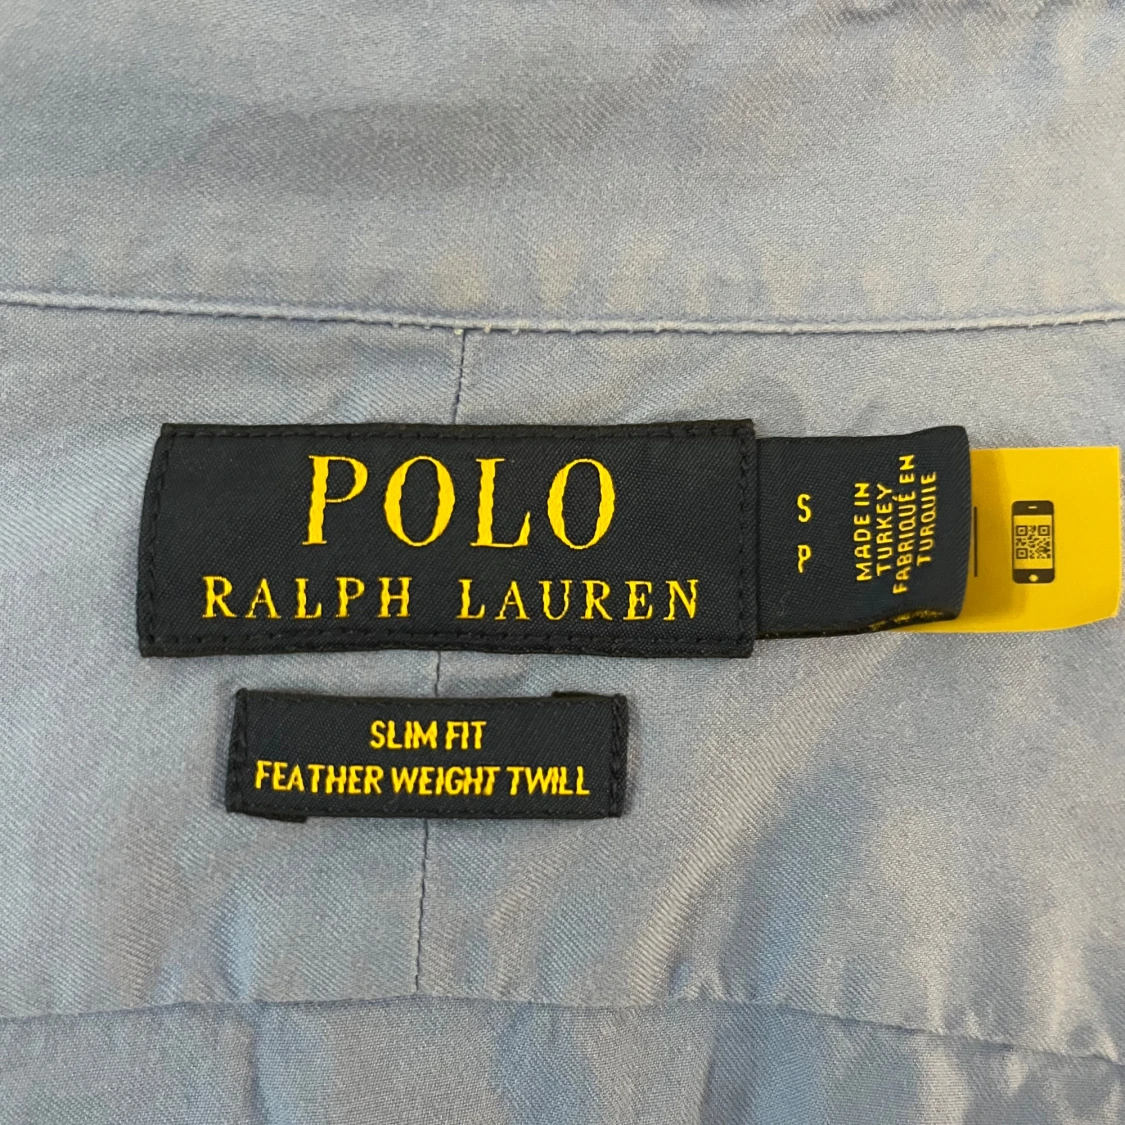 POLO
RALPH LAUREN
S
P
MADE IN
TURKEY
FABRIQUÉ EN
TURQUIE
SLIM FIT
FEATHER WEIGHT TWILL